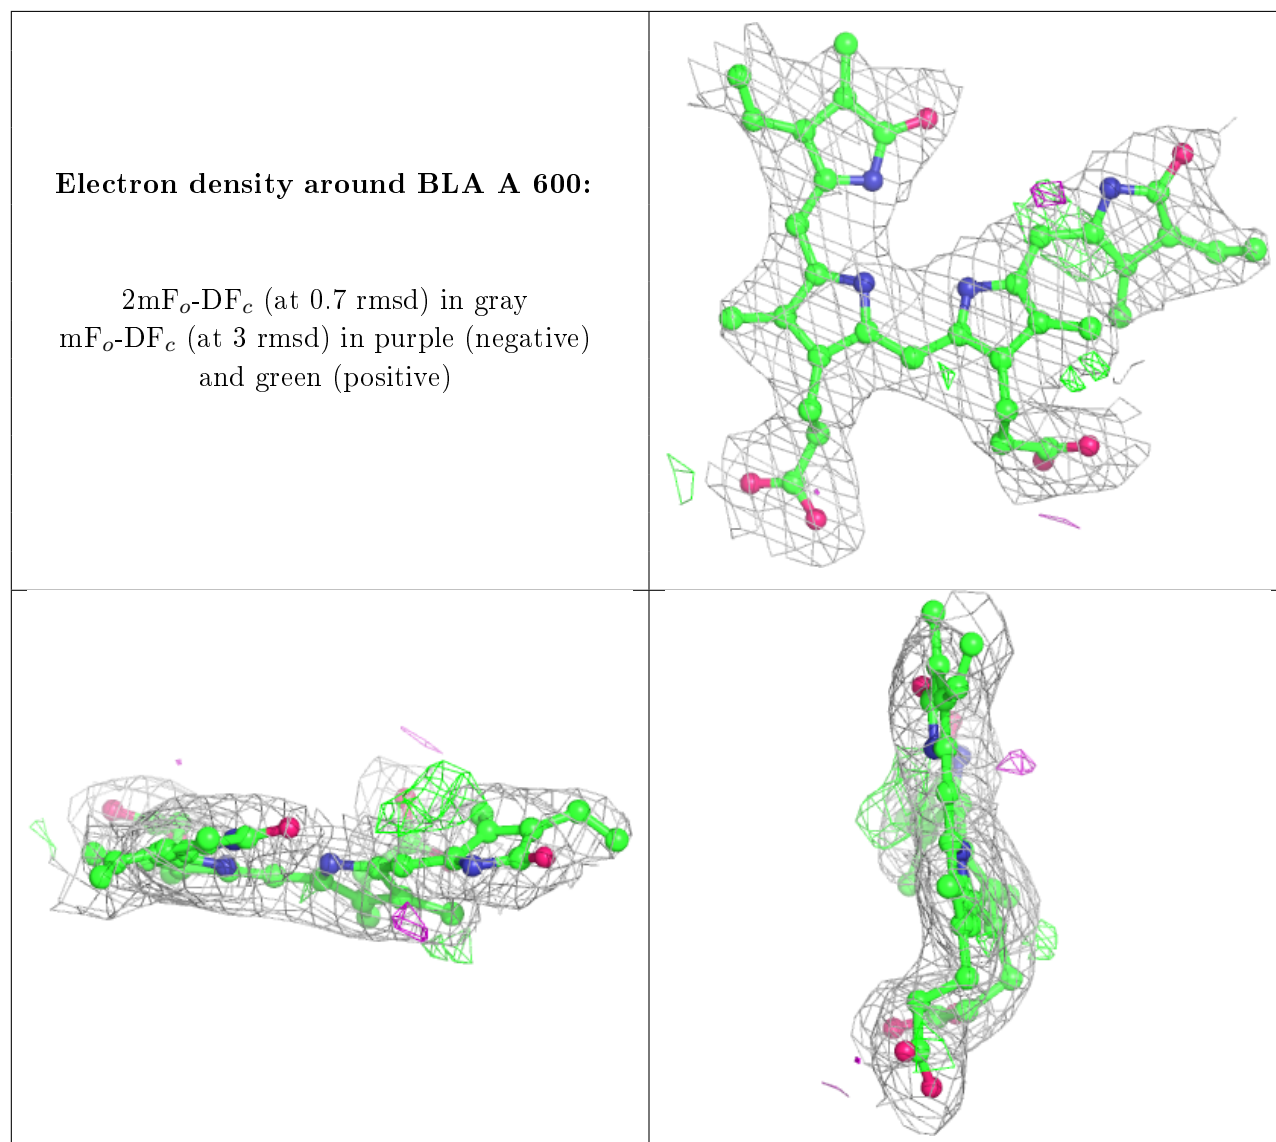 Electron density around BLA A 600:
2mFo-DFc (at 0.7 rmsd) in gray
mFo-DFc (at 3 rmsd) in purple (negative)
and green (positive)